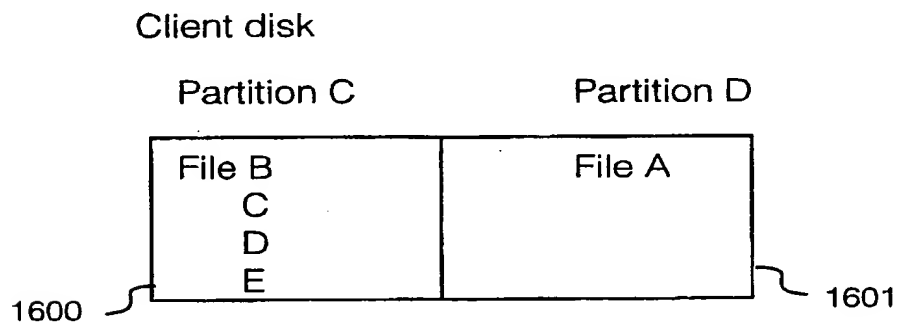 Client disk
Partition C Partition D
File B File A
C
D
E
1600 1601